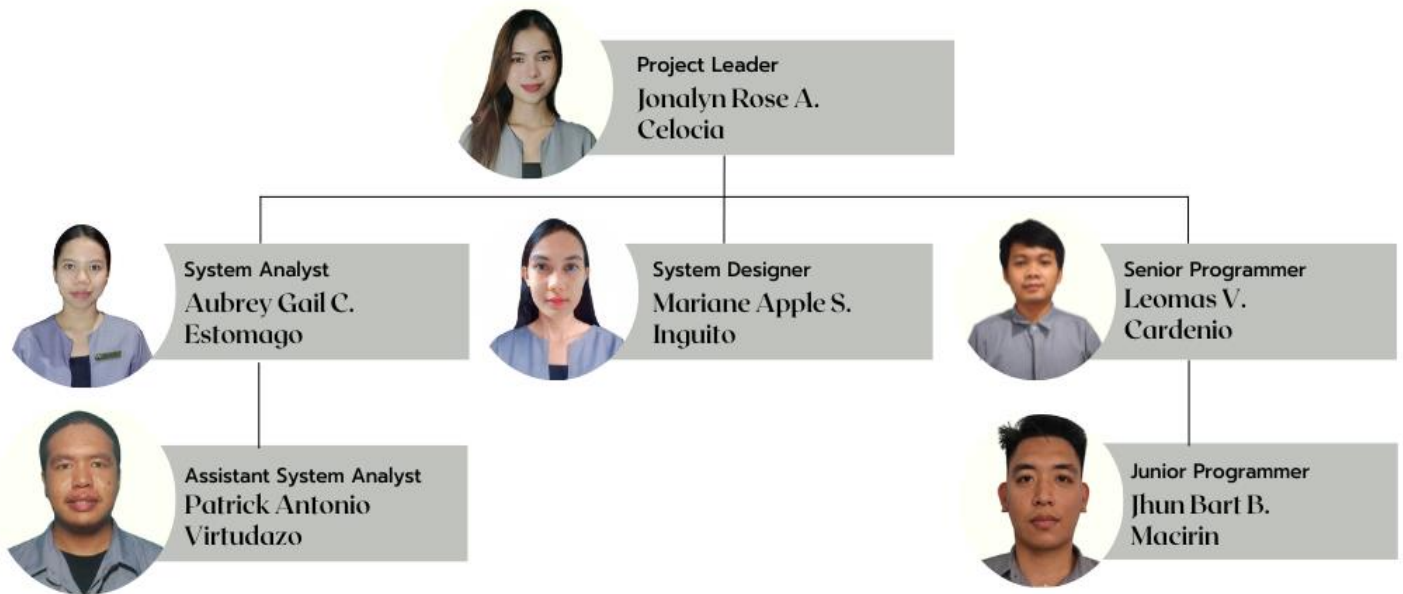 Project Leader
Jonalyn Rose A.
Celocia
System Analyst
Aubrey Gail C.
Estomago
System Designer
Mariane Apple S.
Inguito
Senior Programmer
Leomas V.
Cardenio
Assistant System Analyst
Patrick Antonio
Virtudazo
Junior Programmer
Jhun Bart B.
Macirin